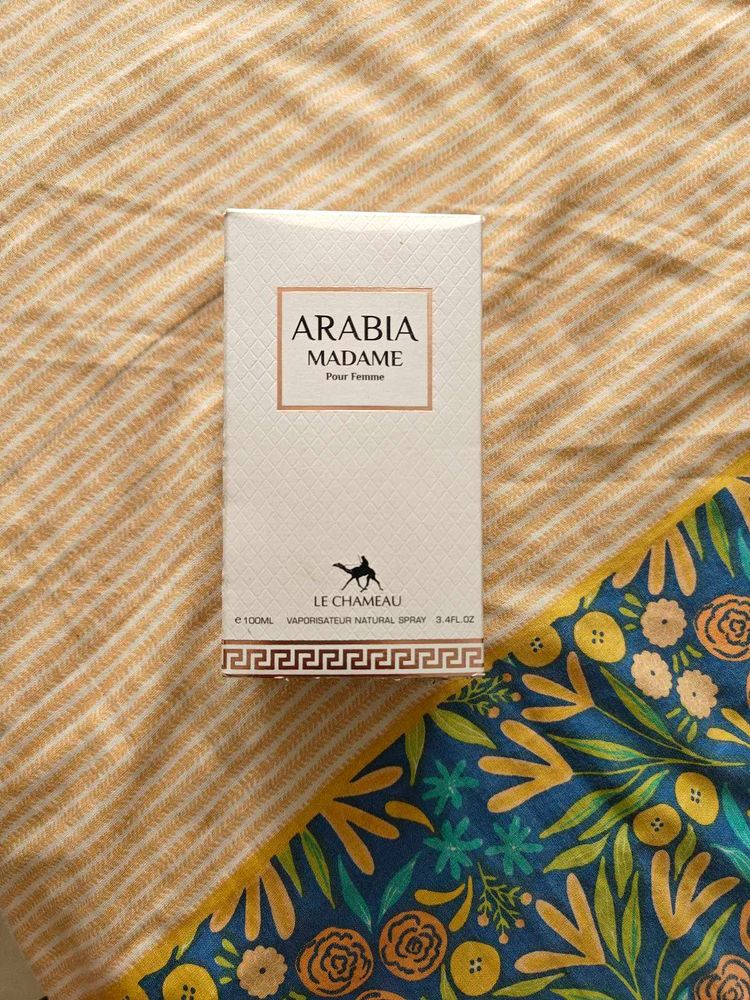 ARABIA
MADAME
Pour Femme
LE CHAMEAU
e 100ML VAPORISATEUR NATURAL SPRAY 3.4FL.OZ